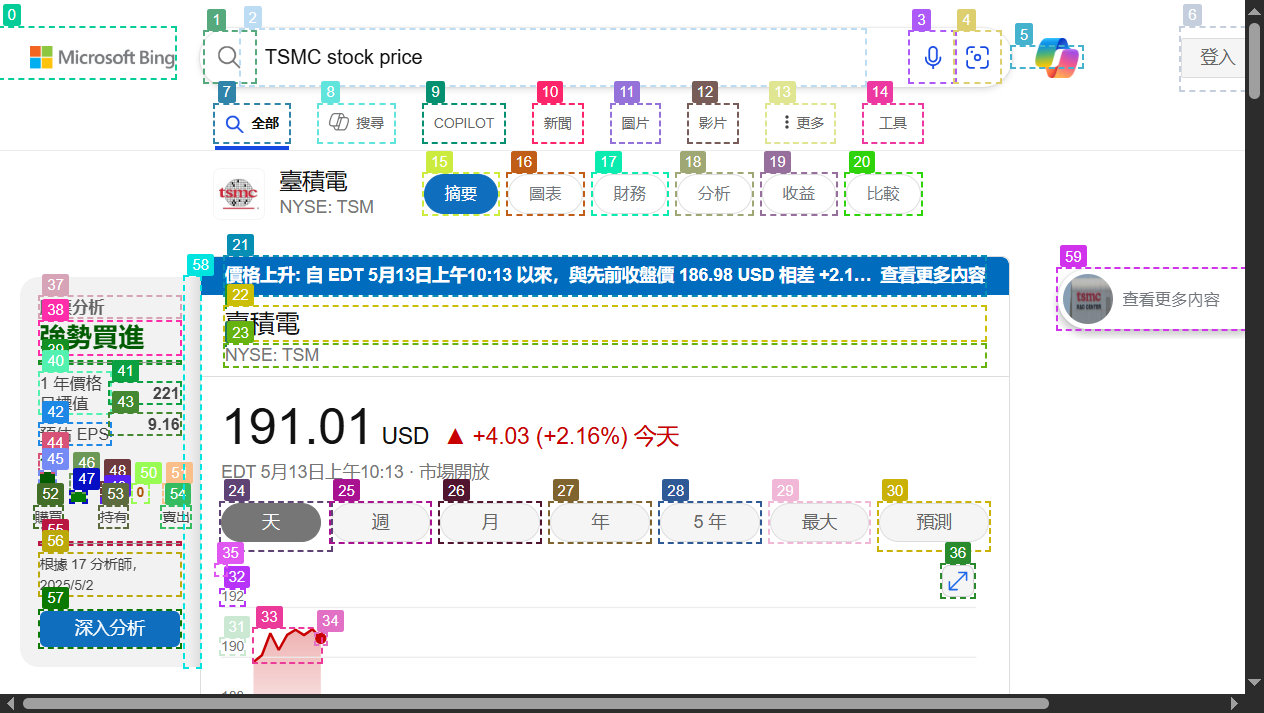 0
1
2
3
4
5
6
Microsoft Bing
TSMC stock price
登入
7
8
9
10
11
12
13
14
全部
搜尋
COPILOT
新聞
圖片
影片
更多
工具
15
16
17
18
19
20
臺積電
NYSE: TSM
摘要
圖表
財務
分析
收益
比較
tsmc
21
58
59
價格上升: 自 EDT 5月13日上午10:13 以來，與先前收盤價 186.98 USD 相差 +2.1… 查看更多內容
22
臺積電
23
NYSE: TSM
查看更多內容
37
分析
38
強勢買進
40
41
1 年價格
221
目標值
42
43
預估 EPS
9.16
44
45
46
47
48
50
51
0
52
53
54
購買
持有
賣出
55
56
根據 17 分析師，
2025/5/2
57
深入分析
191.01 USD ▲ +4.03 (+2.16%) 今天
EDT 5月13日上午10:13 · 市場開放
24
25
26
27
28
29
30
天
週
月
年
5 年
最大
預測
35
36
32
192
31
33
34
190